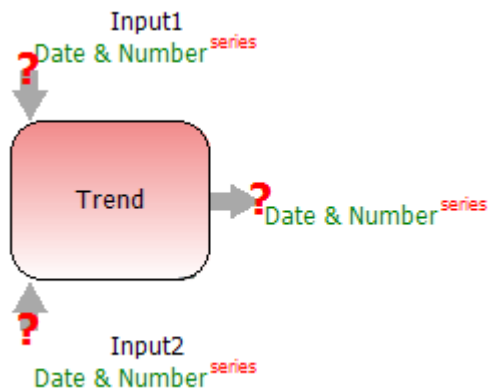 Input1
? Date & Number series
Trend
? Date & Number series
?
Input2
Date & Number series